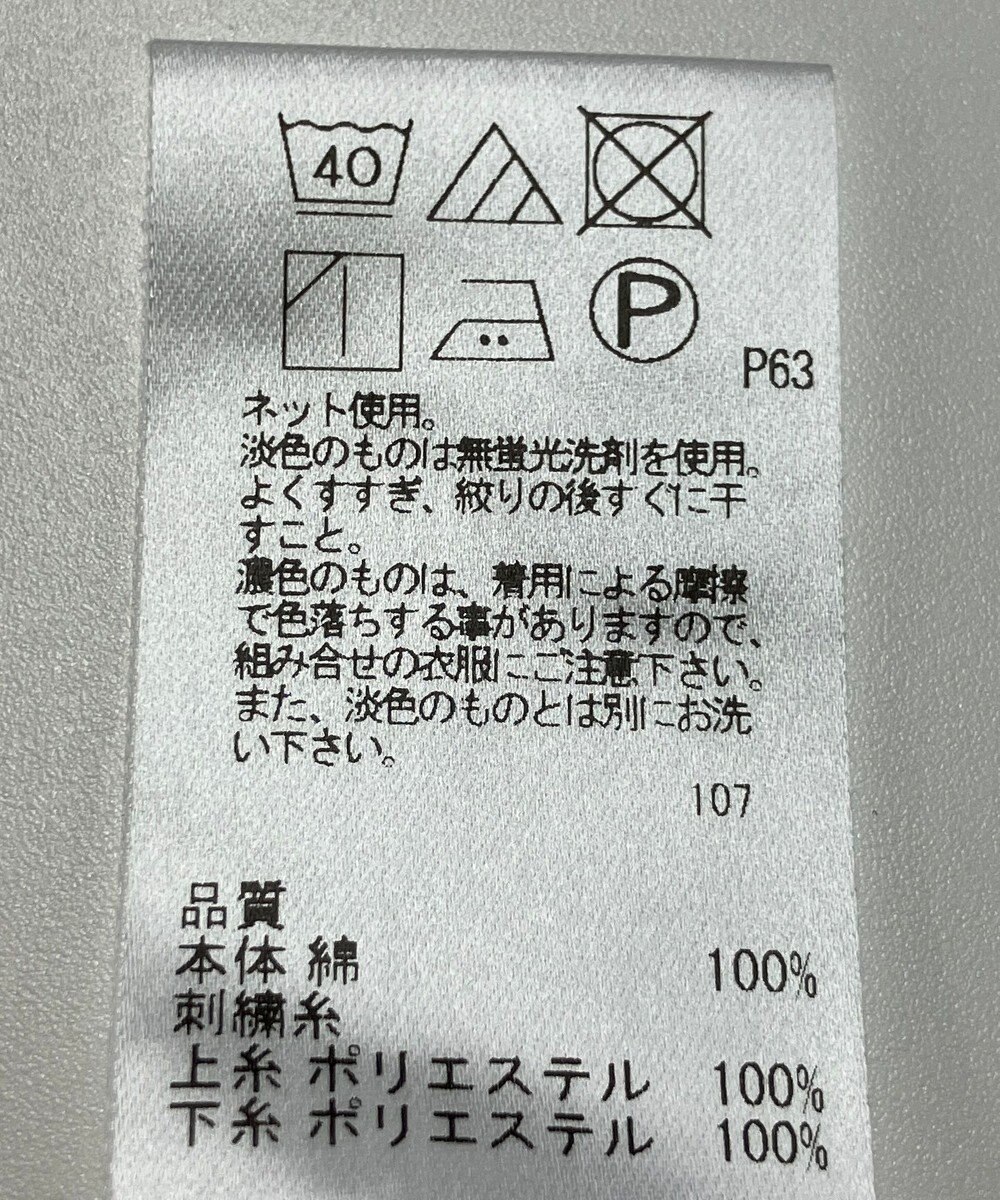 40
P
P63
ネット使用。
淡色のものは無蛍光洗剤を使用。
よくすすぎ、絞りの後すぐに干
すこと。
濃色のものは、着用による摩擦
で色落ちする事がありますので、
組み合せの衣服にご注意下さい。
また、淡色のものとは別にお洗
い下さい。
107
品質
本体 綿 100%
刺繍糸
上糸 ポリエステル 100%
下糸 ポリエステル 100%